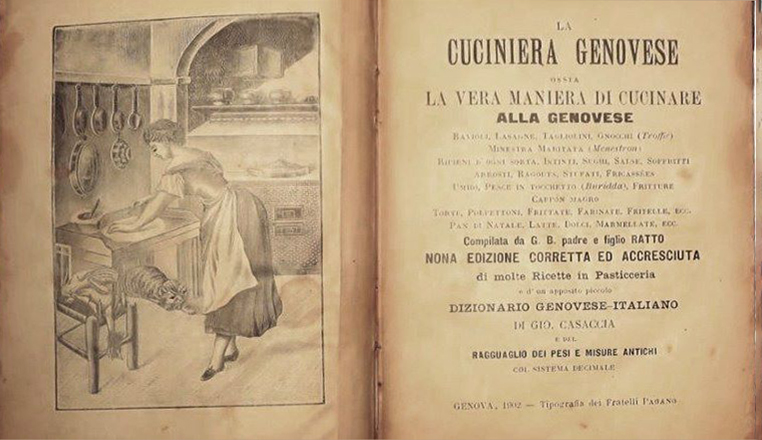 LA
CUCINIERA GENOVESE
OSSIA
LA VERA MANIERA DI CUCINARE
ALLA GENOVESE
RAVIOLI, LASAGNE, TAGLIOLINI, GNOCCHI (Troffie)
MINESTRA MARITATA (Menestron)
RIPIENI D'OGNI SORTA, INTINTI, SUGHI, SALSE, SOFFRITTI
ARROSTI, RAGOUTS, STUFATI, FRICASSÉES
UMIDO, PESCE IN TOCCHETTO (Buridda), FRITTURE
CAPPON MAGRO
TORTE, POLPETTONI, FRITTATE, FARINATE, FRITELLE, ECC.
PAN DI NATALE, LATTE, DOLCI, MARMELLATE, ECC.
Compilata da G. B. padre e figlio RATTO
NONA EDIZIONE CORRETTA ED ACCRESCIUTA
di molte Ricette in Pasticceria
e d'un apposito piccolo
DIZIONARIO GENOVESE-ITALIANO
DI GIO. CASACCIA
E DEL
RAGGUAGLIO DEI PESI E MISURE ANTICHI
COL SISTEMA DECIMALE
GENOVA, 1902 — Tipografia dei Fratelli PAGANO